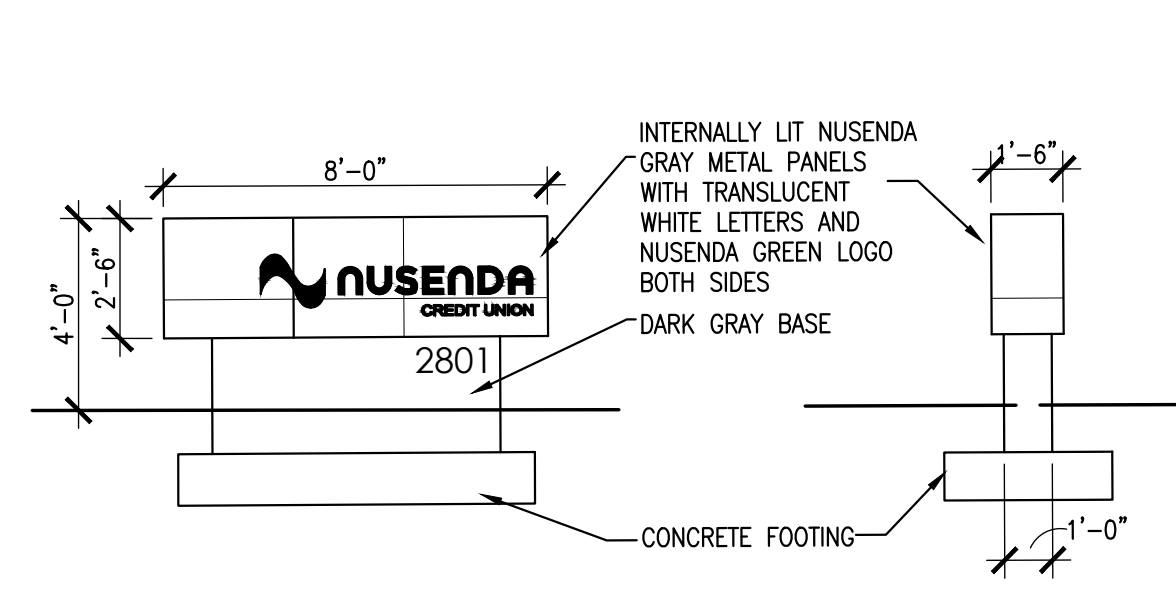 INTERNALLY LIT NUSENDA
GRAY METAL PANELS
WITH TRANSLUCENT
WHITE LETTERS AND
NUSENDA GREEN LOGO
BOTH SIDES
1'-6"
8'-0"
4'-0"
2'-6"
NUSENDA
CREDIT UNION
2801
DARK GRAY BASE
CONCRETE FOOTING
1'-0"